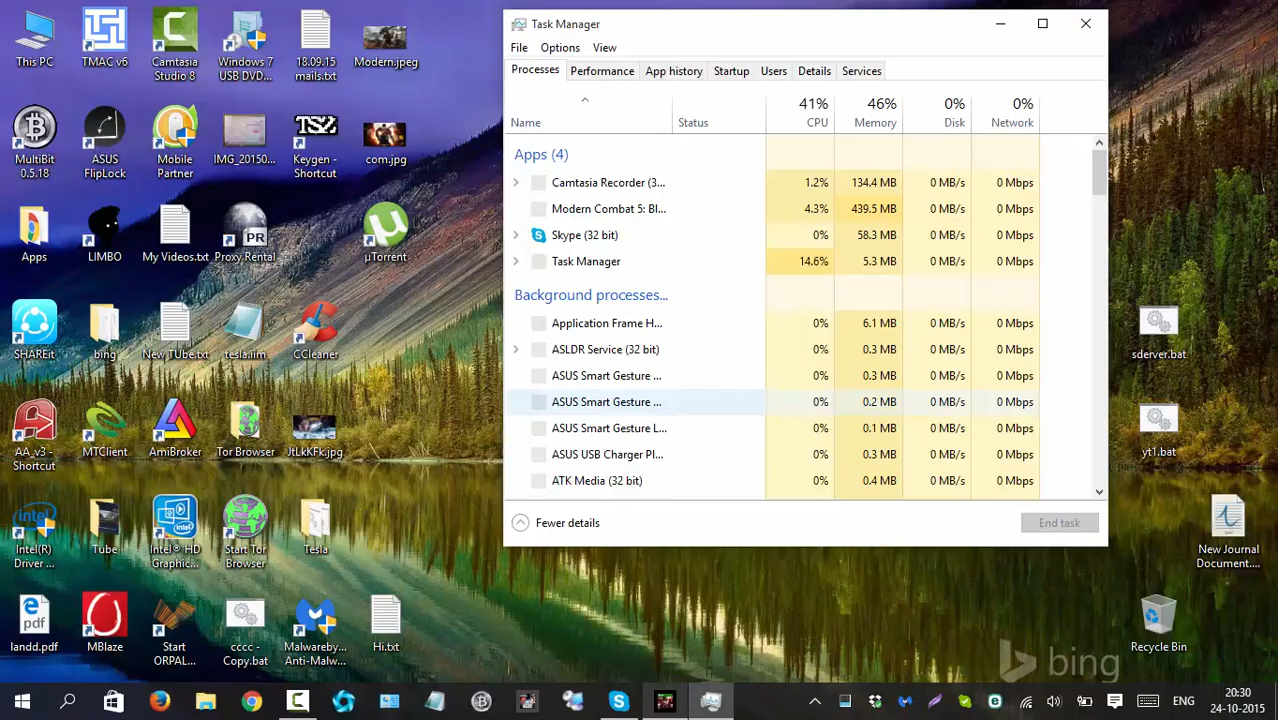 This PC
TMAC v6
Camtasia
Studio 8
Windows 7
USB DVD...
18.09.15
mails.txt
Modern.jpeg
MultiBit
0.5.18
ASUS
FlipLock
Mobile
Partner
IMG_20150...
TSZ
Keygen -
Shortcut
com.jpg
Apps
LIMBO
My Videos.txt
PR
Proxy Rental
µTorrent
SHAREit
bing
New TUbe.txt
tesla.iim
CCleaner
AA_v3 -
Shortcut
MTClient
AmiBroker
Tor Browser
JtLkKFk.jpg
Intel(R)
Driver ...
Tube
Intel® HD
Graphic...
Start Tor
Browser
Tesla
pdf
landd.pdf
MBlaze
Start
ORPAL...
cccc -
Copy.bat
Malwareby...
Anti-Malw...
Hi.txt
Task Manager
File Options View
Processes Performance App history Startup Users Details Services
41% 46% 0% 0%
Name Status CPU Memory Disk Network
Apps (4)
Camtasia Recorder (3... 1.2% 134.4 MB 0 MB/s 0 Mbps
Modern Combat 5: Bl... 4.3% 439.5 MB 0 MB/s 0 Mbps
Skype (32 bit) 0% 58.3 MB 0 MB/s 0 Mbps
Task Manager 14.6% 5.3 MB 0 MB/s 0 Mbps
Background processes...
Application Frame H... 0% 6.1 MB 0 MB/s 0 Mbps
ASLDR Service (32 bit) 0% 0.3 MB 0 MB/s 0 Mbps
ASUS Smart Gesture ... 0% 0.3 MB 0 MB/s 0 Mbps
ASUS Smart Gesture ... 0% 0.2 MB 0 MB/s 0 Mbps
ASUS Smart Gesture L... 0% 0.1 MB 0 MB/s 0 Mbps
ASUS USB Charger Pl... 0% 0.3 MB 0 MB/s 0 Mbps
ATK Media (32 bit) 0% 0.4 MB 0 MB/s 0 Mbps
Fewer details End task
sderver.bat
yt1.bat
New Journal
Document....
Recycle Bin
bing
ENG
20:30
24-10-2015